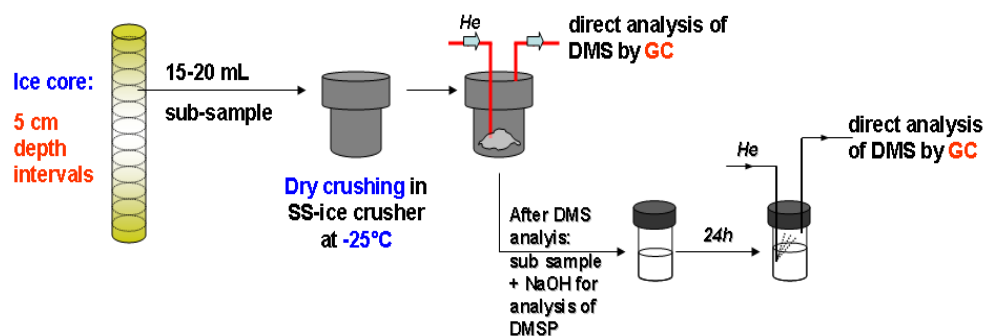 Ice core:
5 cm
depth
intervals
15-20 mL
sub-sample
Dry crushing in
SS-ice crusher
at -25°C
He
direct analysis of
DMS by GC
After DMS
analyis:
sub sample
+ NaOH for
analysis of
DMSP
24h
He
direct analysis
of DMS by GC